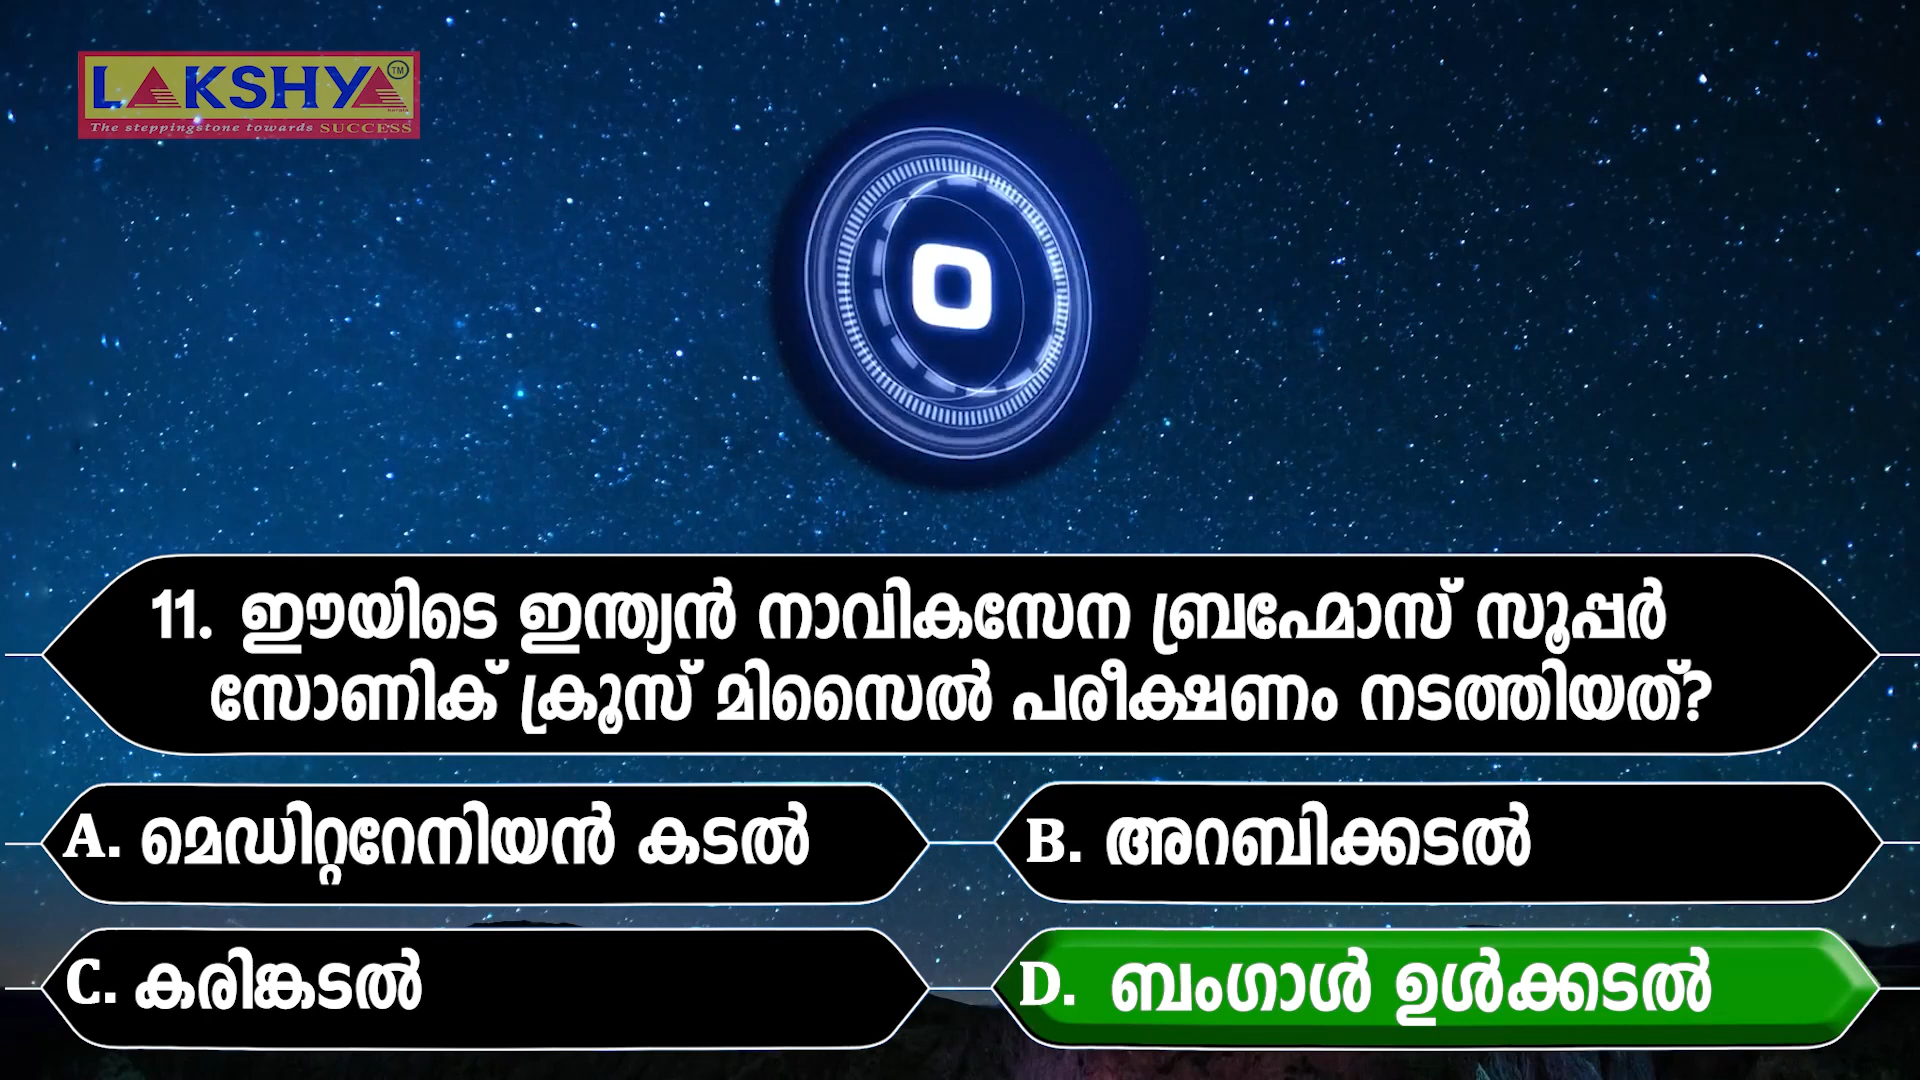 LAKSHYA TM
The steppingstone towards SUCCESS
0
11. ഈയിടെ ഇന്ത്യൻ നാവികസേന ബ്രഹ്മോസ് സൂപ്പർ
സോണിക് ക്രൂസ് മിസൈൽ പരീക്ഷണം നടത്തിയത്?
A. മെഡിറ്ററേനിയൻ കടൽ
B. അറബിക്കടൽ
C. കരിങ്കടൽ
D. ബംഗാൾ ഉൾക്കടൽ